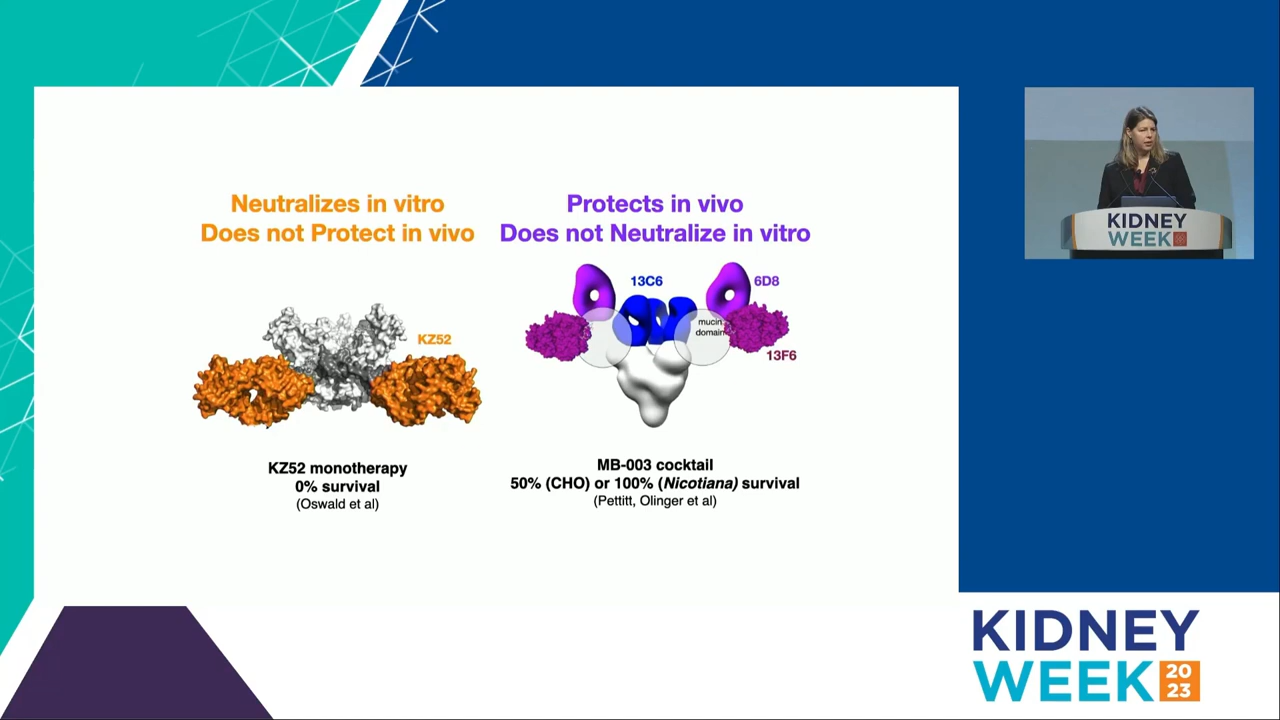 Neutralizes in vitro
Does not Protect in vivo
KZ52
KZ52 monotherapy
0% survival
(Oswald et al)
Protects in vivo
Does not Neutralize in vitro
13C6
6D8
mucin
domain
13F6
MB-003 cocktail
50% (CHO) or 100% (Nicotiana) survival
(Pettitt, Olinger et al)
KIDNEY
WEEK
KIDNEY
WEEK 20
23